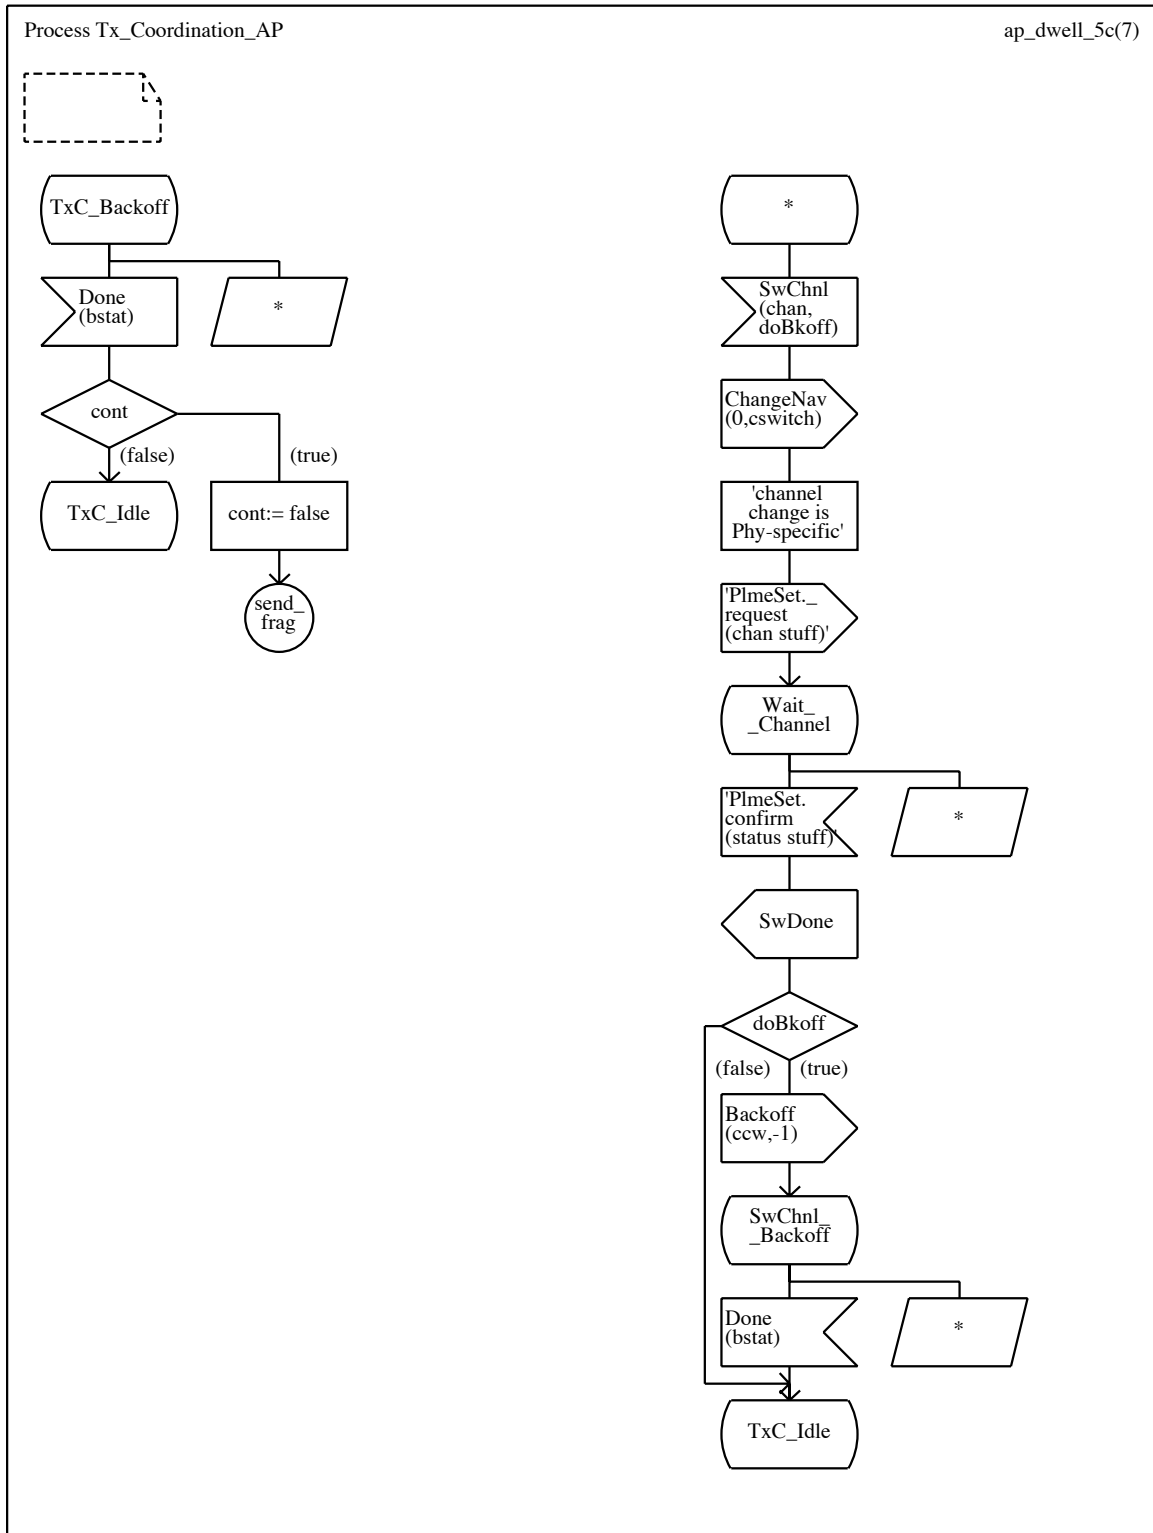 Process Tx_Coordination_AP
ap_dwell_5c(7)
TxC_Backoff
Done
(bstat)
*
cont
(false)
(true)
TxC_Idle
cont:= false
send_
frag
*
SwChnl
(chan,
doBkoff)
ChangeNav
(0,cswitch)
'channel
change is
Phy-specific'
'PlmeSet._
request
(chan stuff)'
Wait_
_Channel
'PlmeSet.
confirm
(status stuff)'
*
SwDone
doBkoff
(false)
(true)
Backoff
(ccw,-1)
SwChnl_
_Backoff
Done
(bstat)
*
TxC_Idle